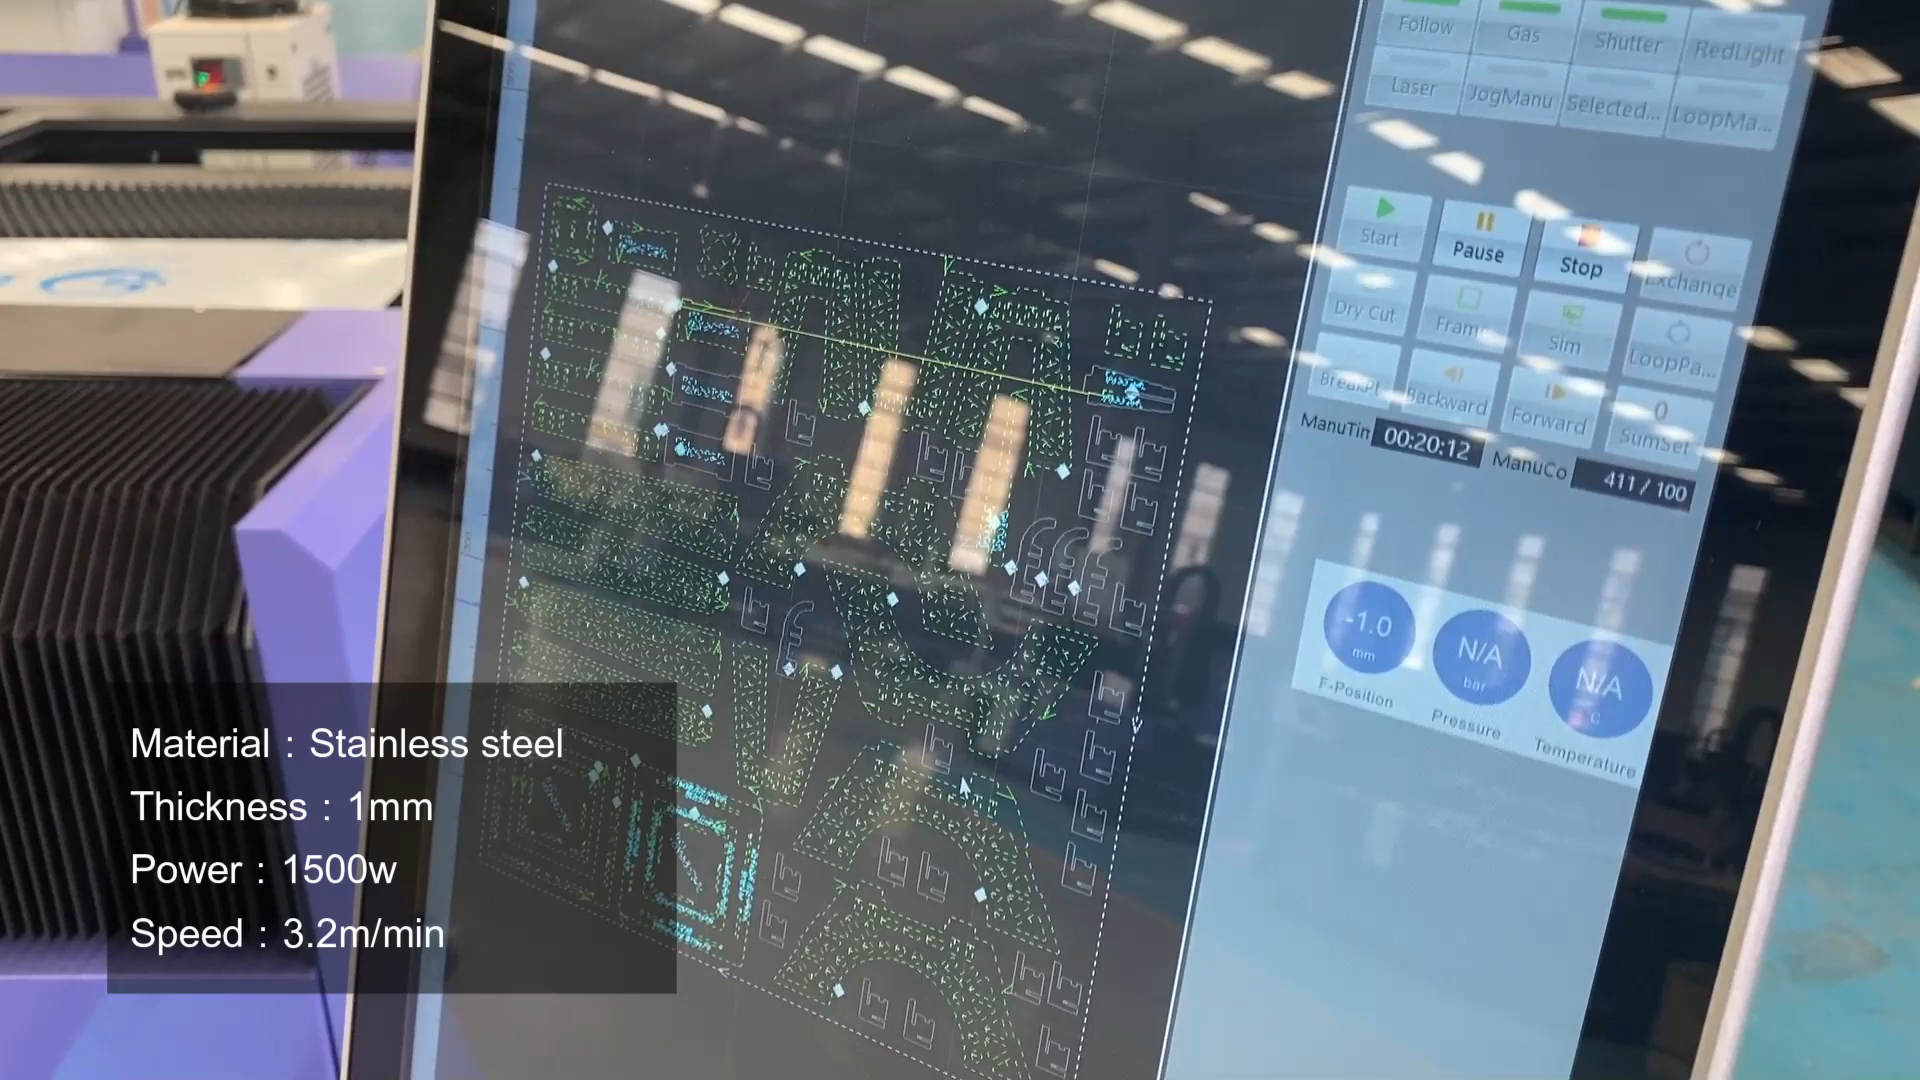 Follow Gas Shutter RedLight
Laser JogManu Selected... LoopMa...
Start Pause Stop Exchange
Dry Cut Frame Sim LoopPa...
BreakPt Backward Forward SumSet
0
ManuTin 00:20:12 ManuCo 411 / 100
-1.0 N/A N/A
mm bar °C
F-Position Pressure Temperature
Material : Stainless steel
Thickness : 1mm
Power : 1500w
Speed : 3.2m/min